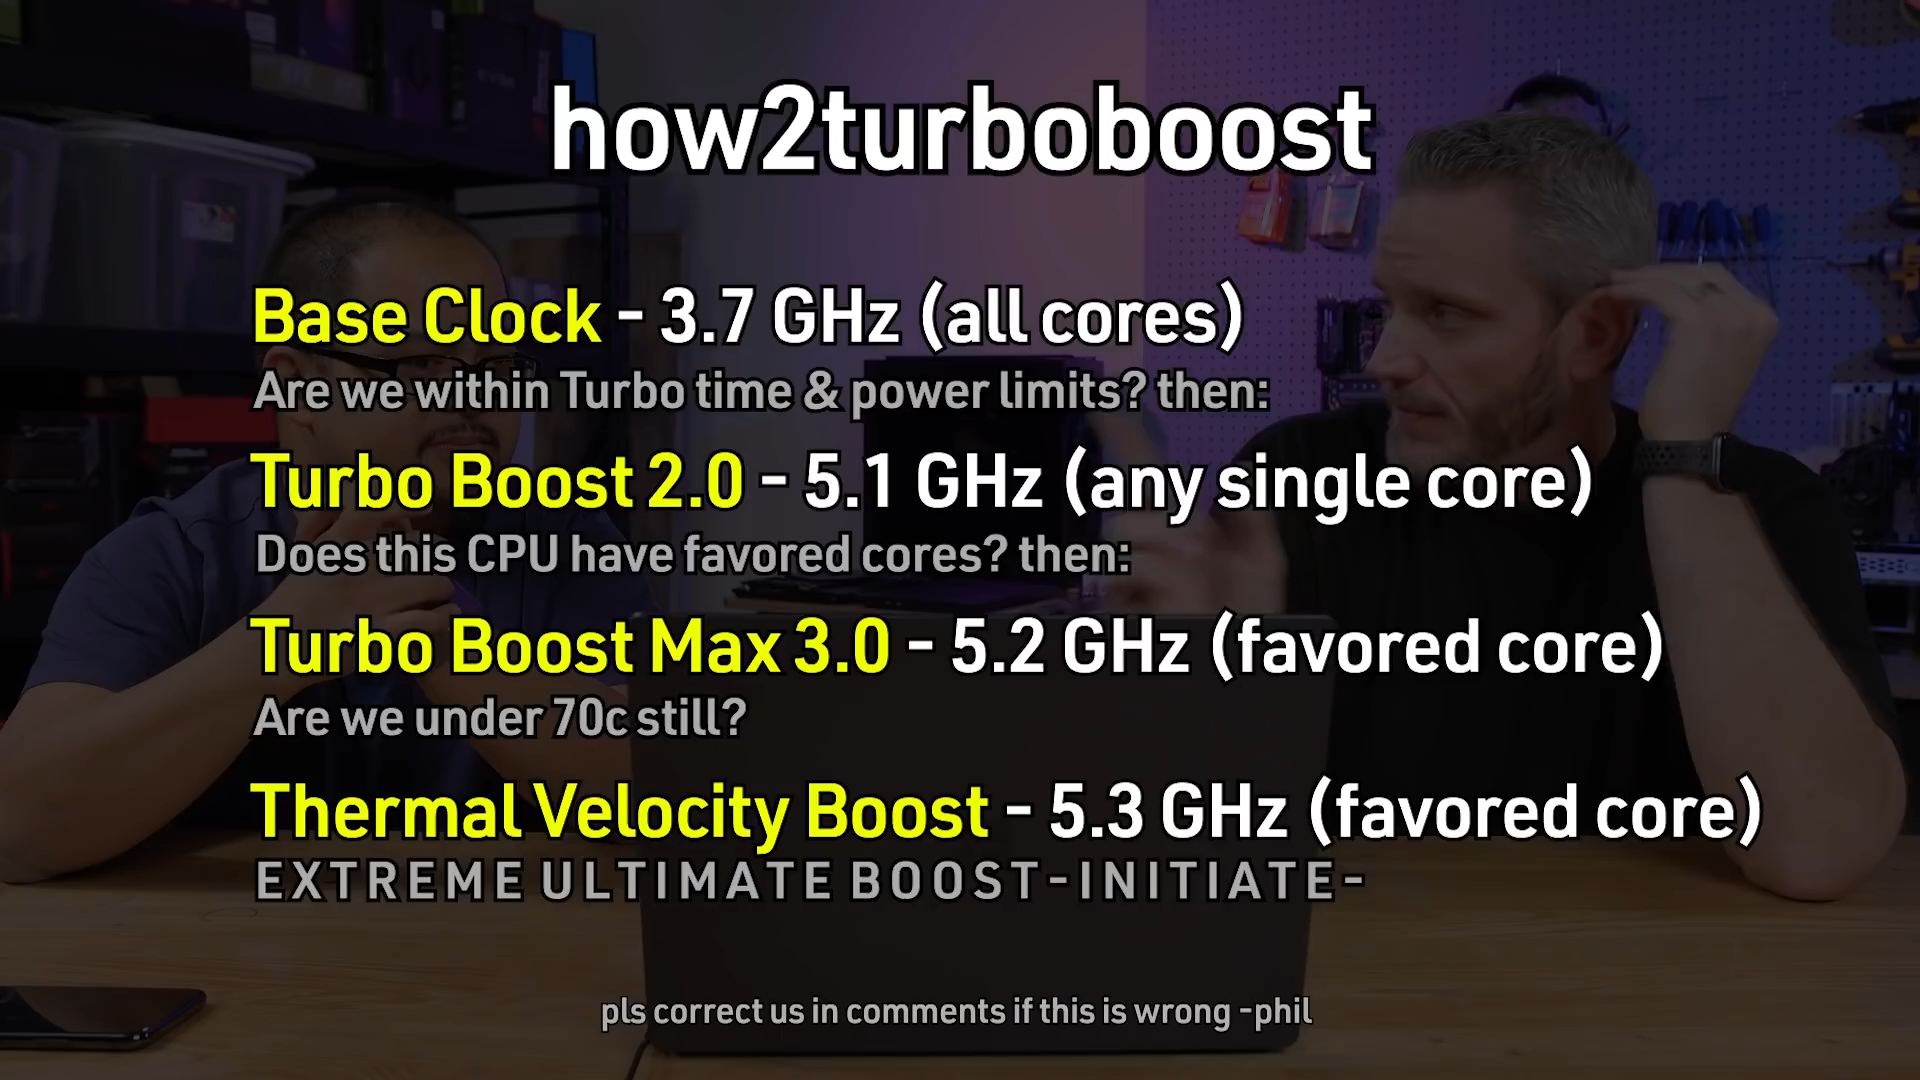 how2turboboost
Base Clock - 3.7 GHz (all cores)
Are we within Turbo time & power limits? then:
Turbo Boost 2.0 - 5.1 GHz (any single core)
Does this CPU have favored cores? then:
Turbo Boost Max 3.0 - 5.2 GHz (favored core)
Are we under 70c still?
Thermal Velocity Boost - 5.3 GHz (favored core)
EXTREME ULTIMATE BOOST-INITIATE-
pls correct us in comments if this is wrong -phil